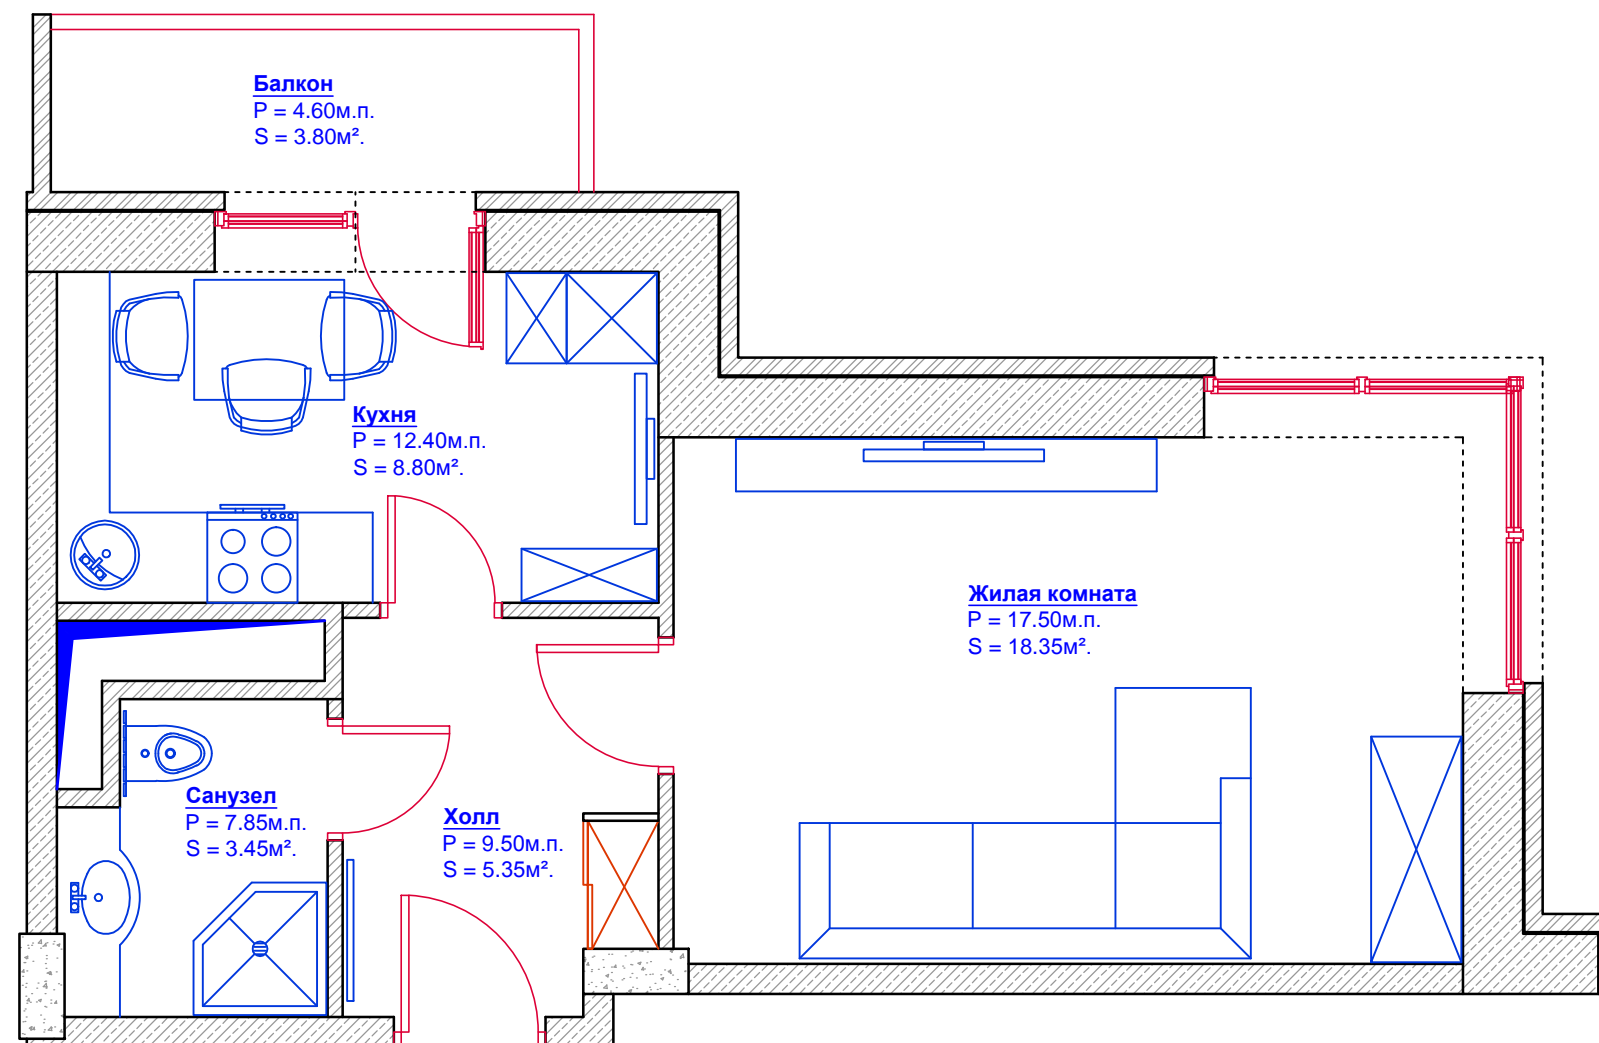 Балкон
P = 4.60м.п.
S = 3.80м².
Кухня
P = 12.40м.п.
S = 8.80м².
Жилая комната
P = 17.50м.п.
S = 18.35м².
Санузел
P = 7.85м.п.
S = 3.45м².
Холл
P = 9.50м.п.
S = 5.35м².